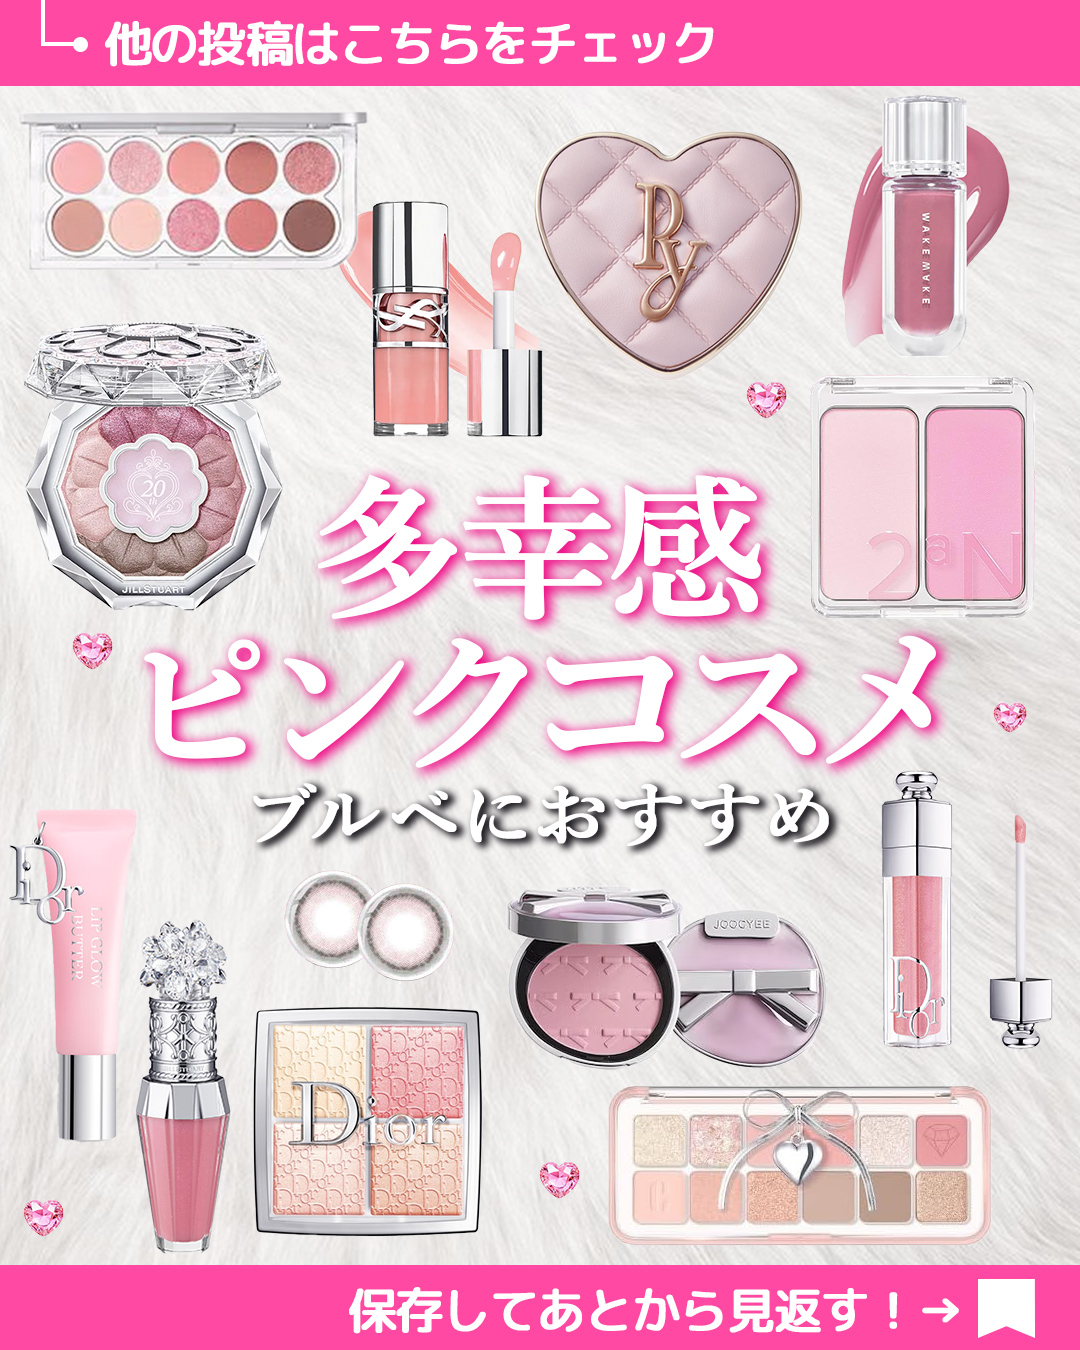 他の投稿はこちらをチェック
Ry
WAKEMAKE
20
th
JILLSTUART
2aN
多幸感
ピンクコスメ
ブルベにおすすめ
Dior
LIP GLOW
BUTTER
JOOCYEE
Dior
Dior
保存してあとから見返す！→